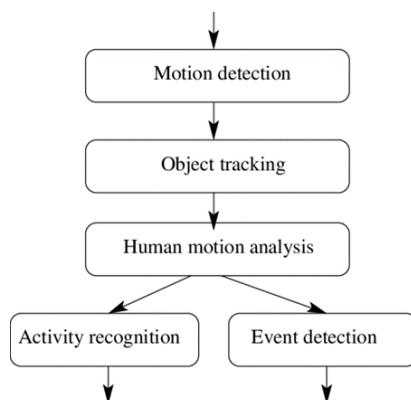 Motion detection
Object tracking
Human motion analysis
Activity recognition
Event detection